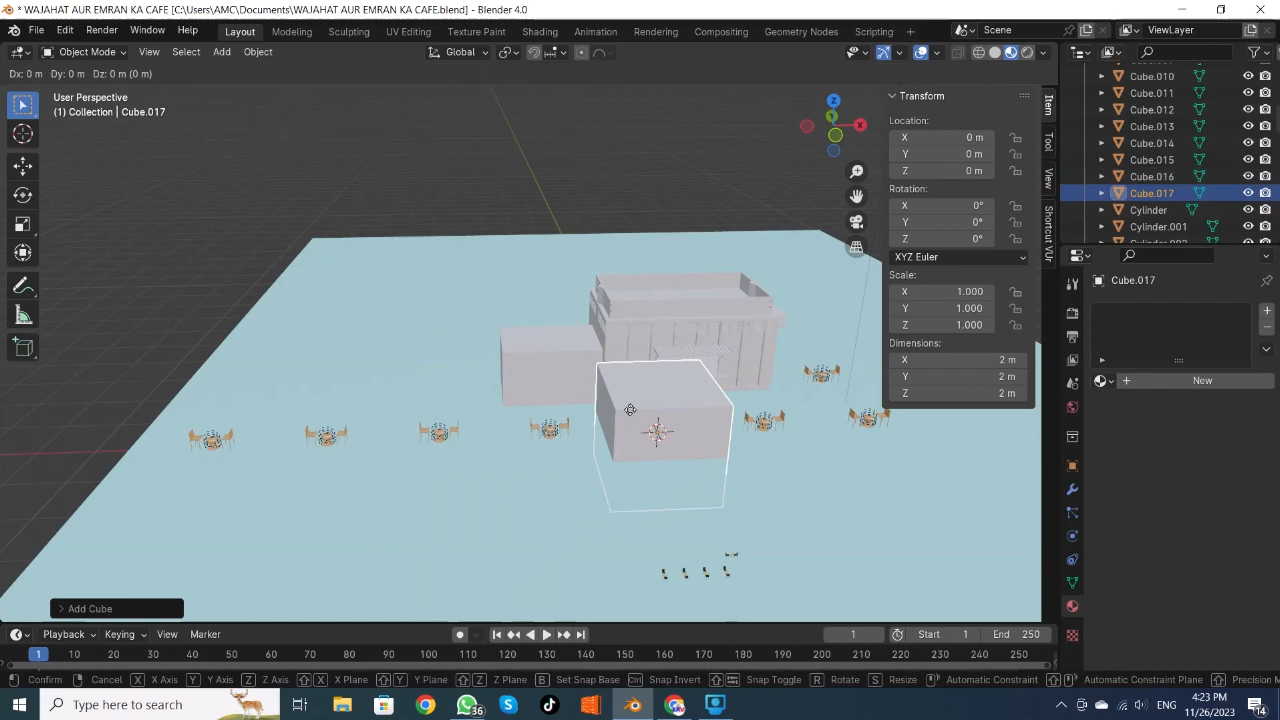 * WAJAHAT AUR EMRAN KA CAFE [C:\Users\AMC\Documents\WAJAHAT AUR EMRAN KA CAFE.blend] - Blender 4.0
File Edit Render Window Help Layout Modeling Sculpting UV Editing Texture Paint Shading Animation Rendering Compositing Geometry Nodes Scripting Scene ViewLayer
Object Mode View Select Add Object Global
Dx: 0 m Dy: 0 m Dz: 0 m (0 m)
User Perspective
(1) Collection | Cube.017
Add Cube
Z
X
Y
Transform
Location:
X 0 m
Y 0 m
Z 0 m
Rotation:
X 0°
Y 0°
Z 0°
XYZ Euler
Scale:
X 1.000
Y 1.000
Z 1.000
Dimensions:
X 2 m
Y 2 m
Z 2 m
Item
Tool
View
Shortcut VUr
Cube.010
Cube.011
Cube.012
Cube.013
Cube.014
Cube.015
Cube.016
Cube.017
Cylinder
Cylinder.001
Cube.017
New
Playback Keying View Marker 1 Start 1 End 250
1 10 20 30 40 50 60 70 80 90 100 110 120 130 140 150 160 170 180 190 200 210 220 230 240 250
Confirm Cancel X X Axis Y Y Axis Z Z Axis X X Plane Y Y Plane Z Z Plane B Set Snap Base Ctrl Snap Invert Snap Toggle R Rotate S Resize Automatic Constraint Automatic Constraint Plane Precision M
Type here to search
36
4:23 PM
11/26/2023
14